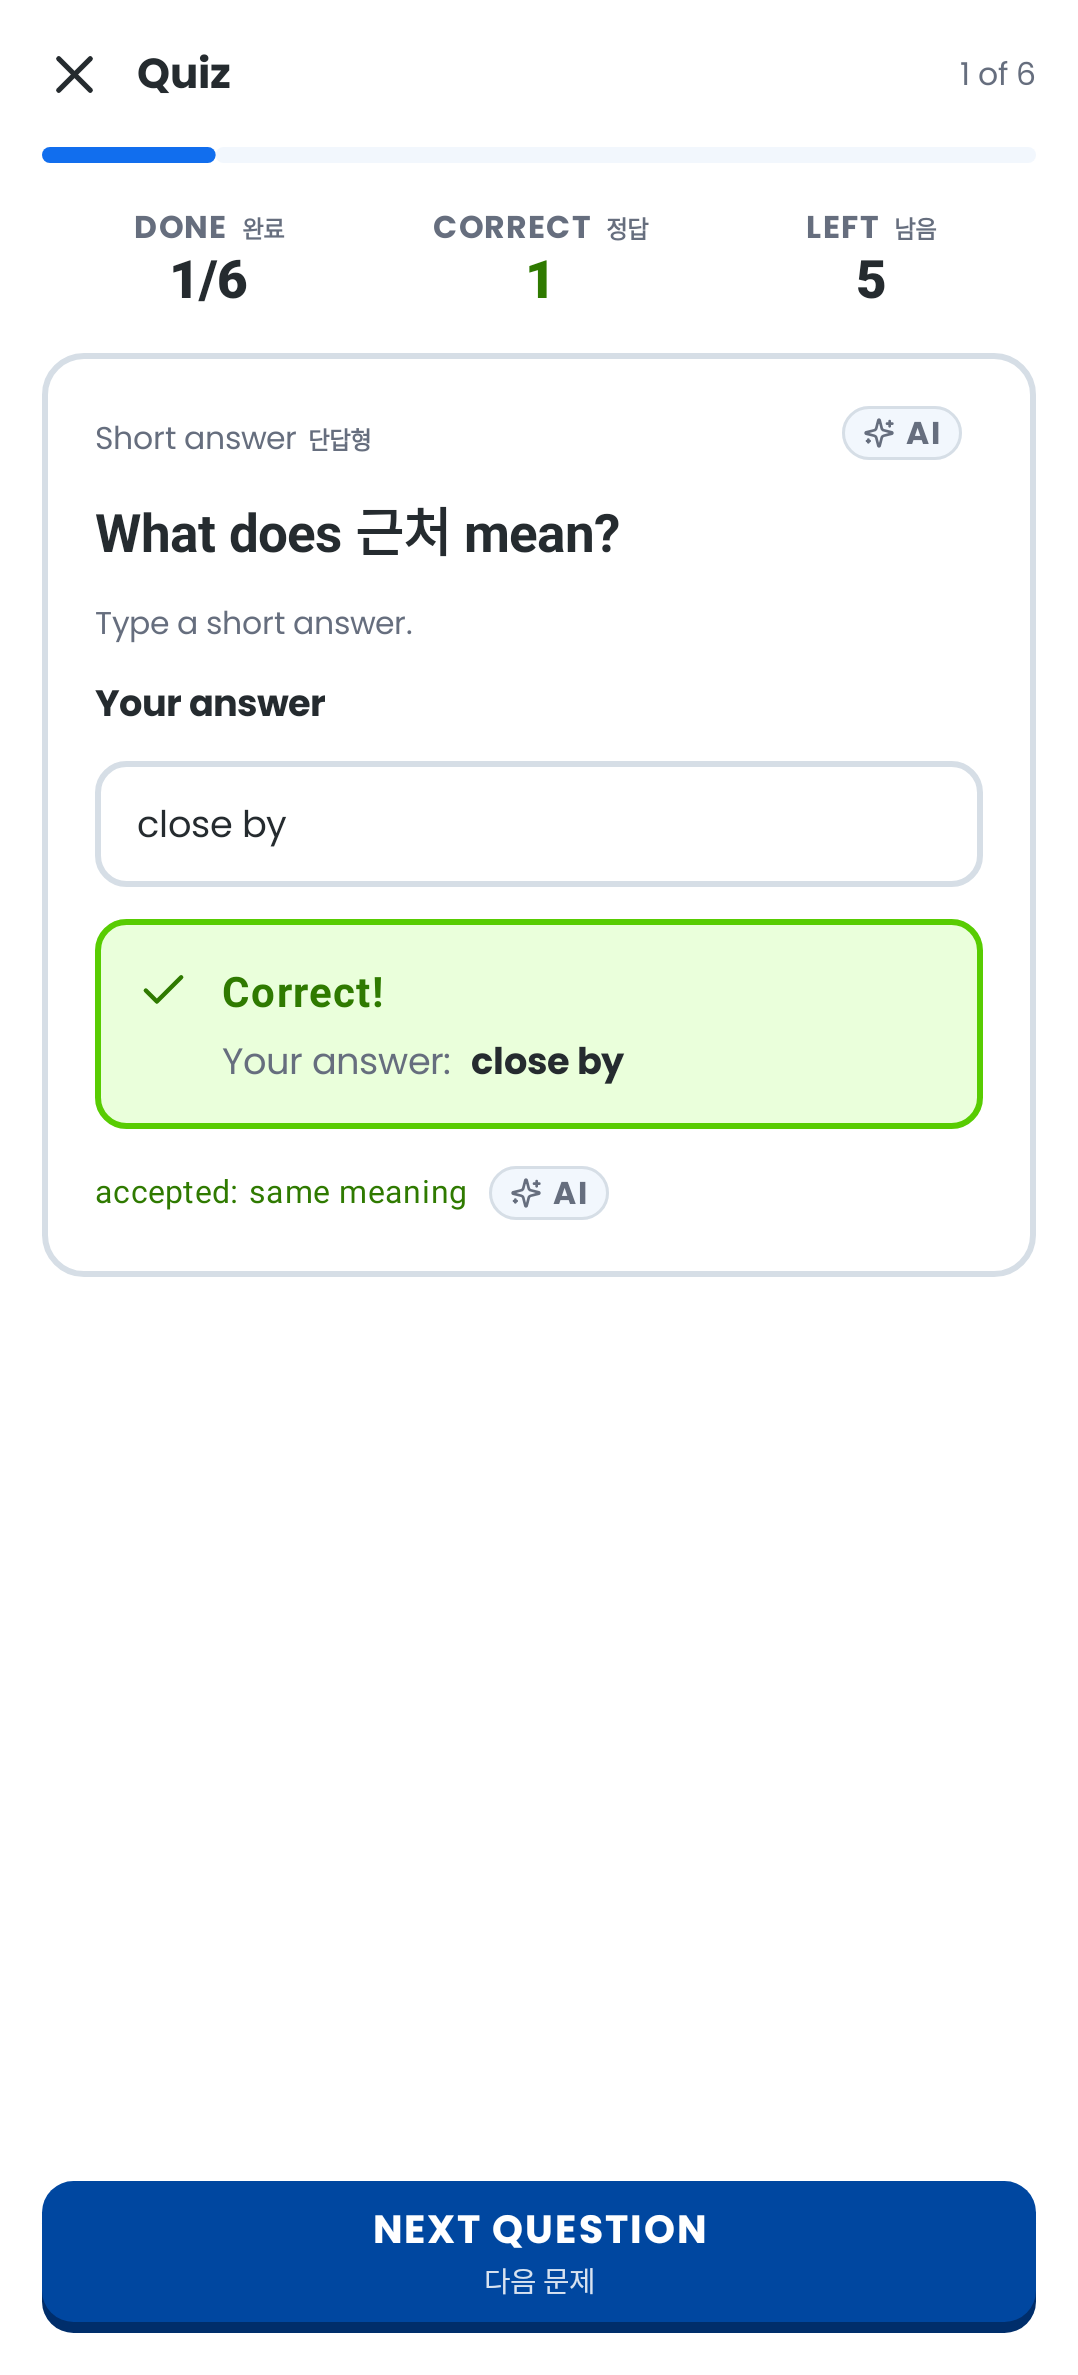 Quiz
1 of 6
DONE 완료
1/6
CORRECT 정답
1
LEFT 남음
5
Short answer 단답형
AI
What does 근처 mean?
Type a short answer.
Your answer
close by
Correct!
Your answer: close by
accepted: same meaning AI
NEXT QUESTION
다음 문제